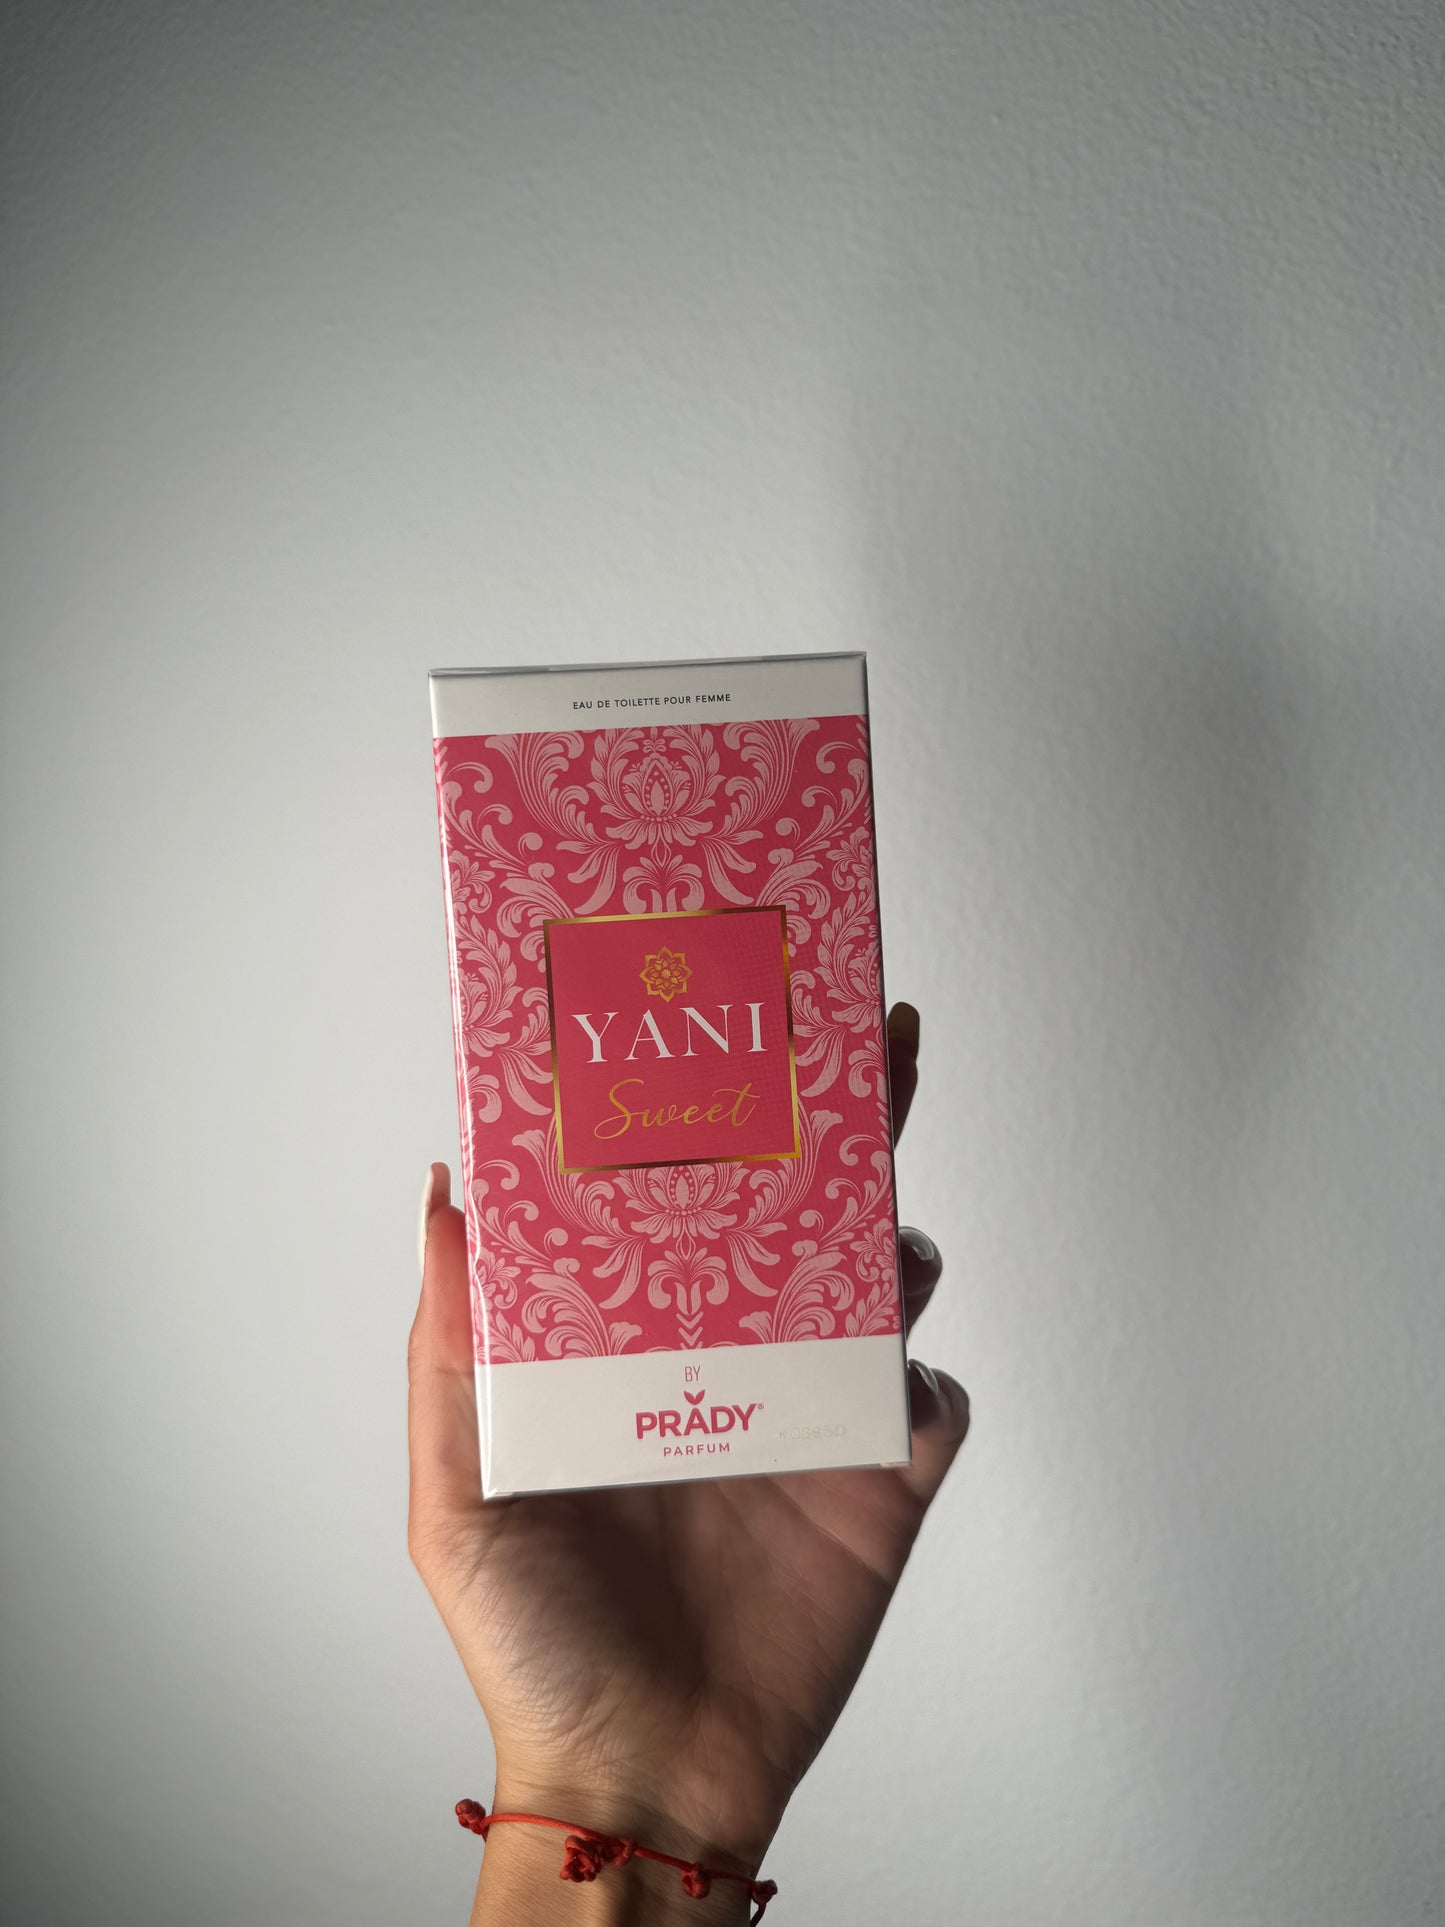 EAU DE TOILETTE POUR FEMME
YANI
Sweet
BY
PRADY®
PARFUM